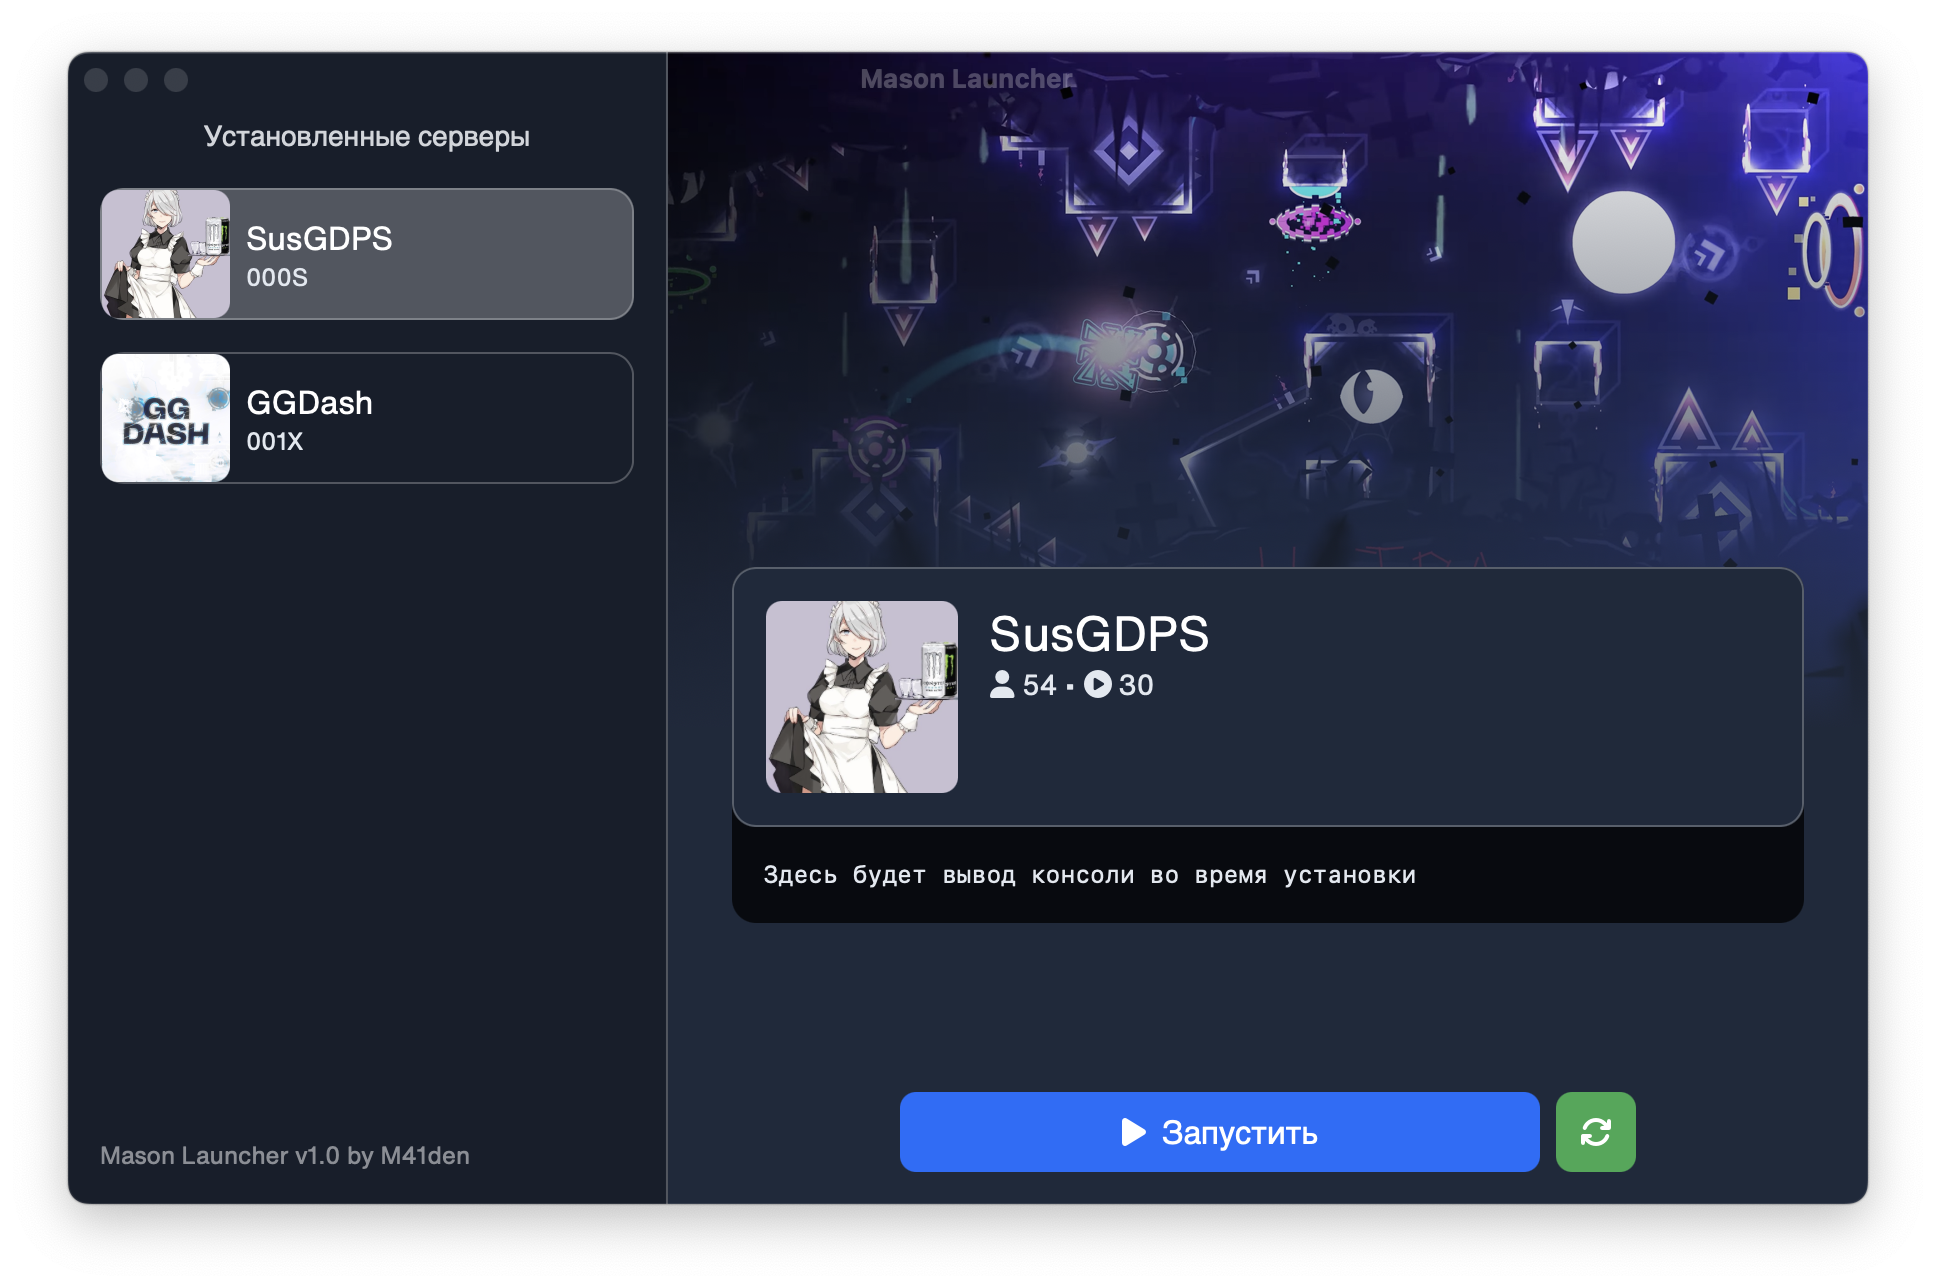 Mason Launcher
Установленные серверы
SusGDPS
000S
GG
DASH
GGDash
001X
SusGDPS
54 · 30
Здесь будет вывод консоли во время установки
Запустить
Mason Launcher v1.0 by M41den